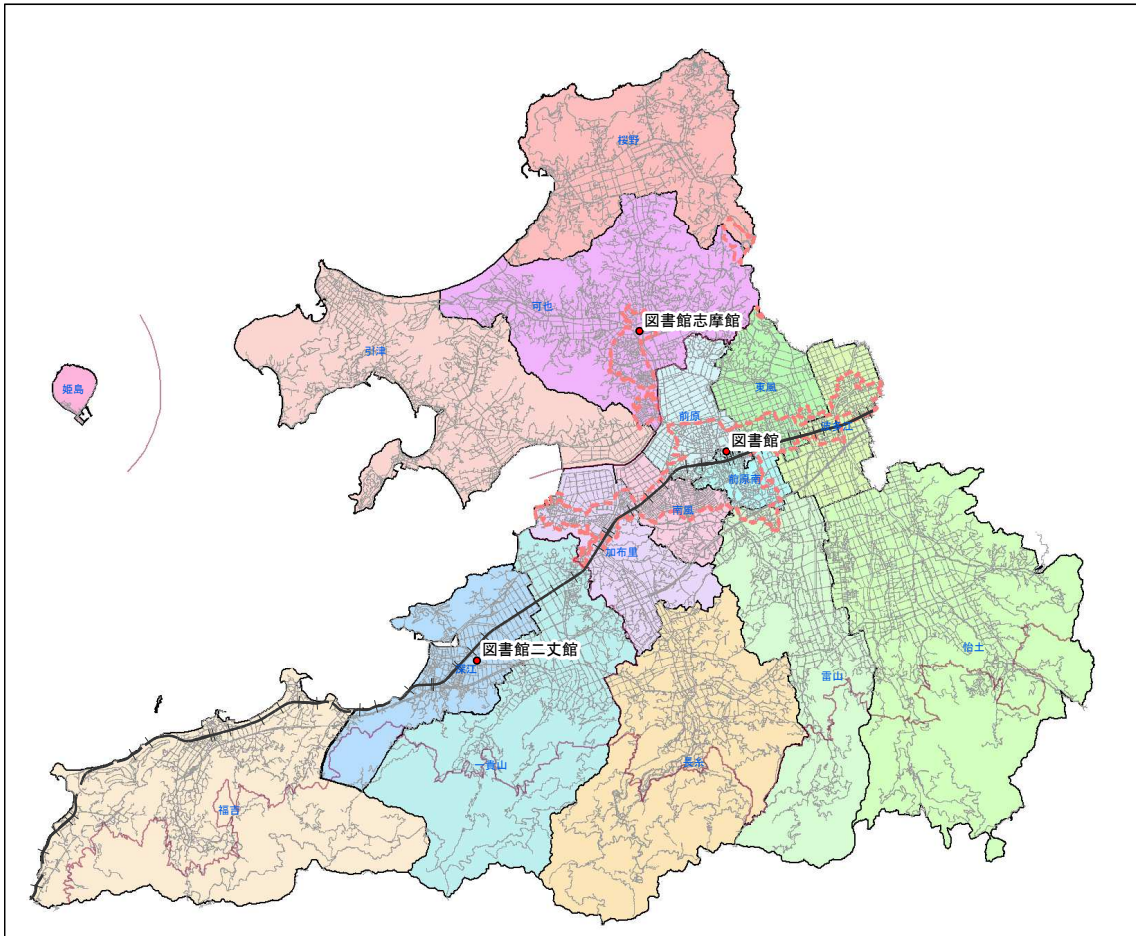 桜野
可也
図書館志摩館
引津
姫島
東風
前原
図書館
前原南
南風
加布里
怡土
図書館二丈館
深江
雷山
一貴山
長糸
福吉